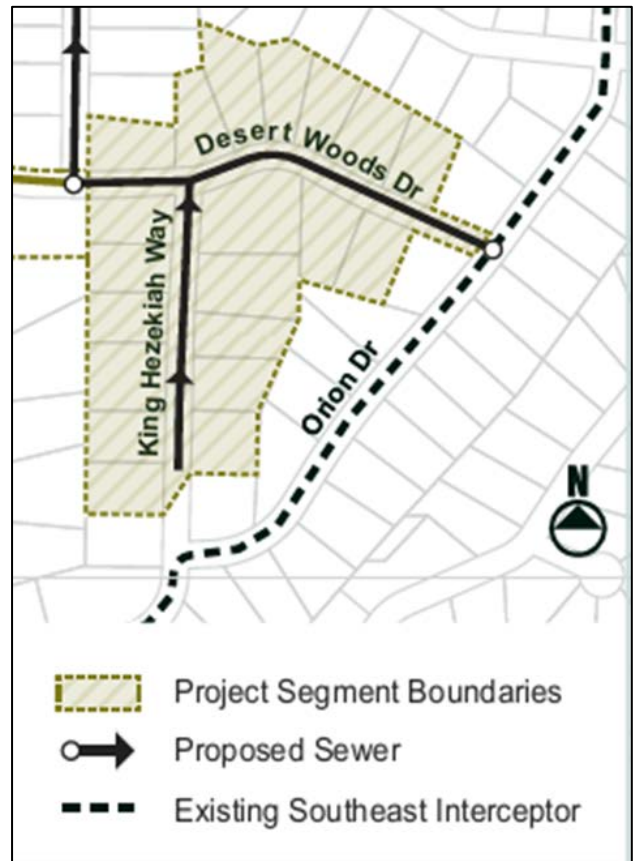 Desert Woods Dr
King Hezekiah Way
Orion Dr
N
Project Segment Boundaries
Proposed Sewer
Existing Southeast Interceptor